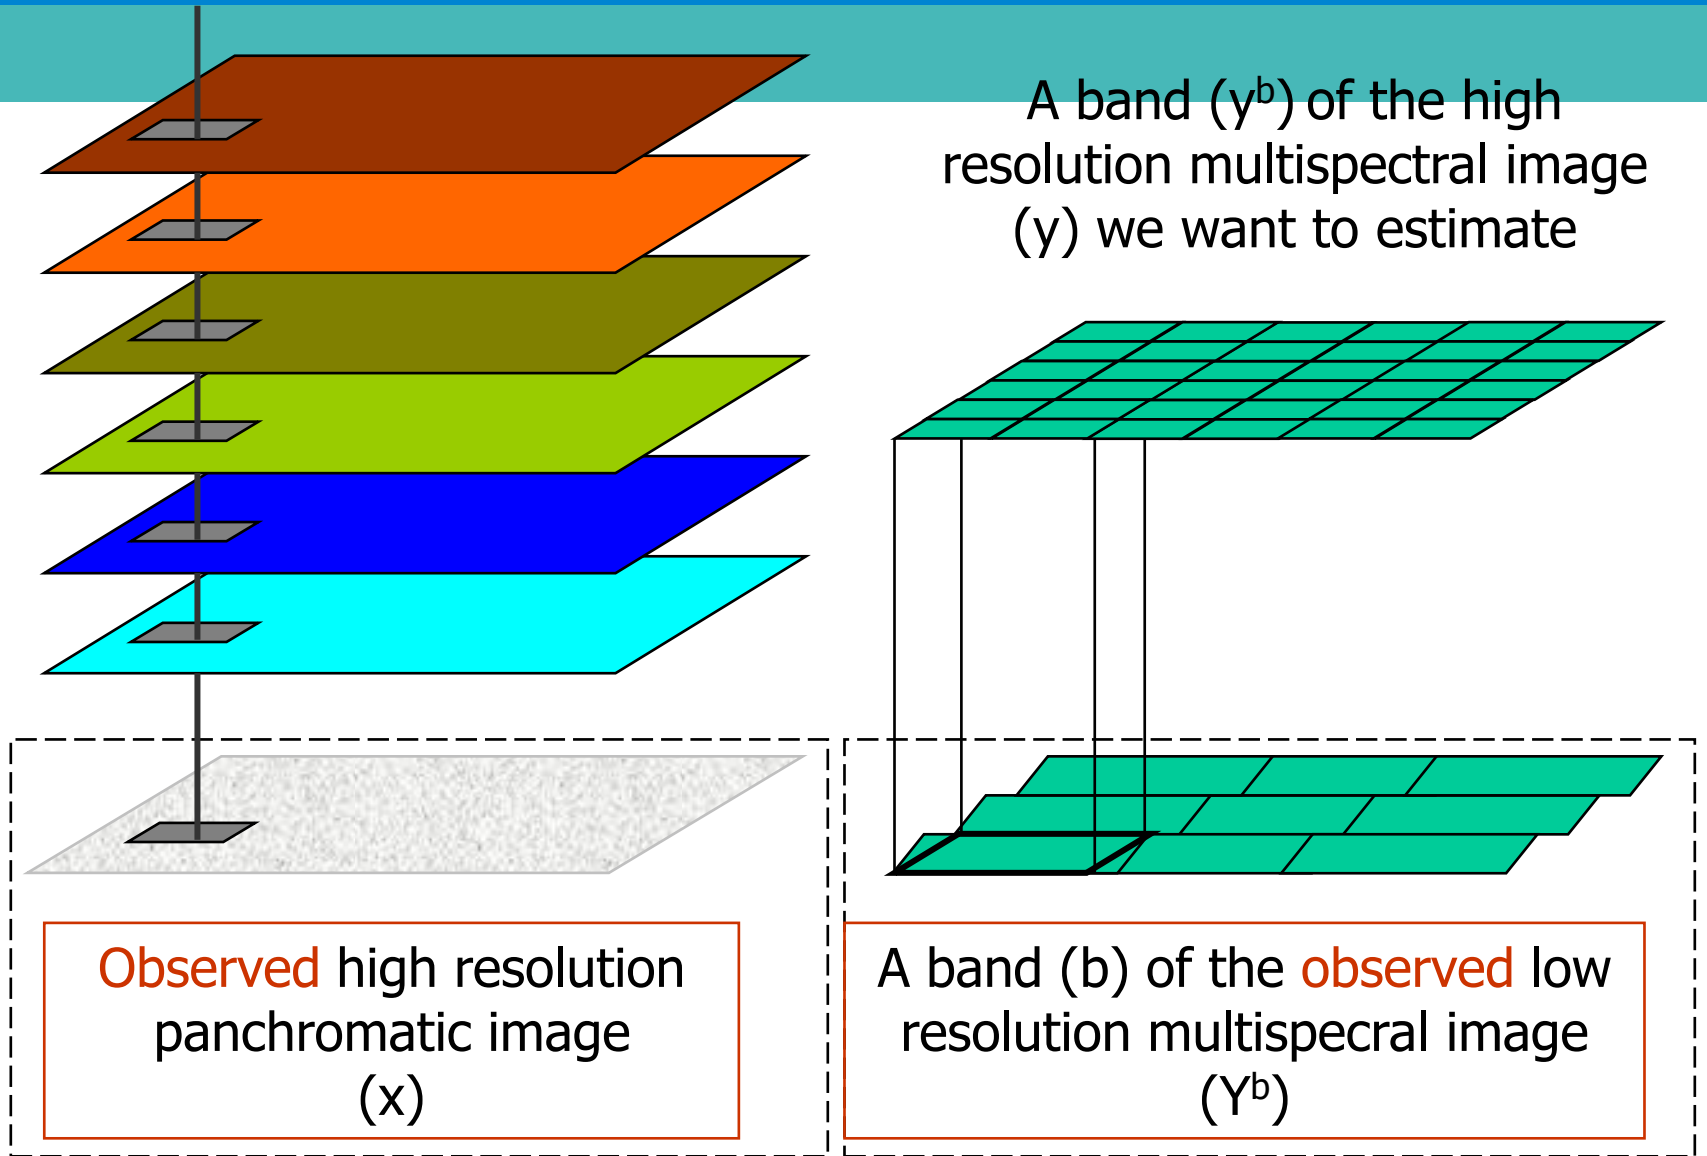 A band (yᵇ) of the high
resolution multispectral image
(y) we want to estimate
Observed high resolution
panchromatic image
(x)
A band (b) of the observed low
resolution multispecral image
(Yᵇ)